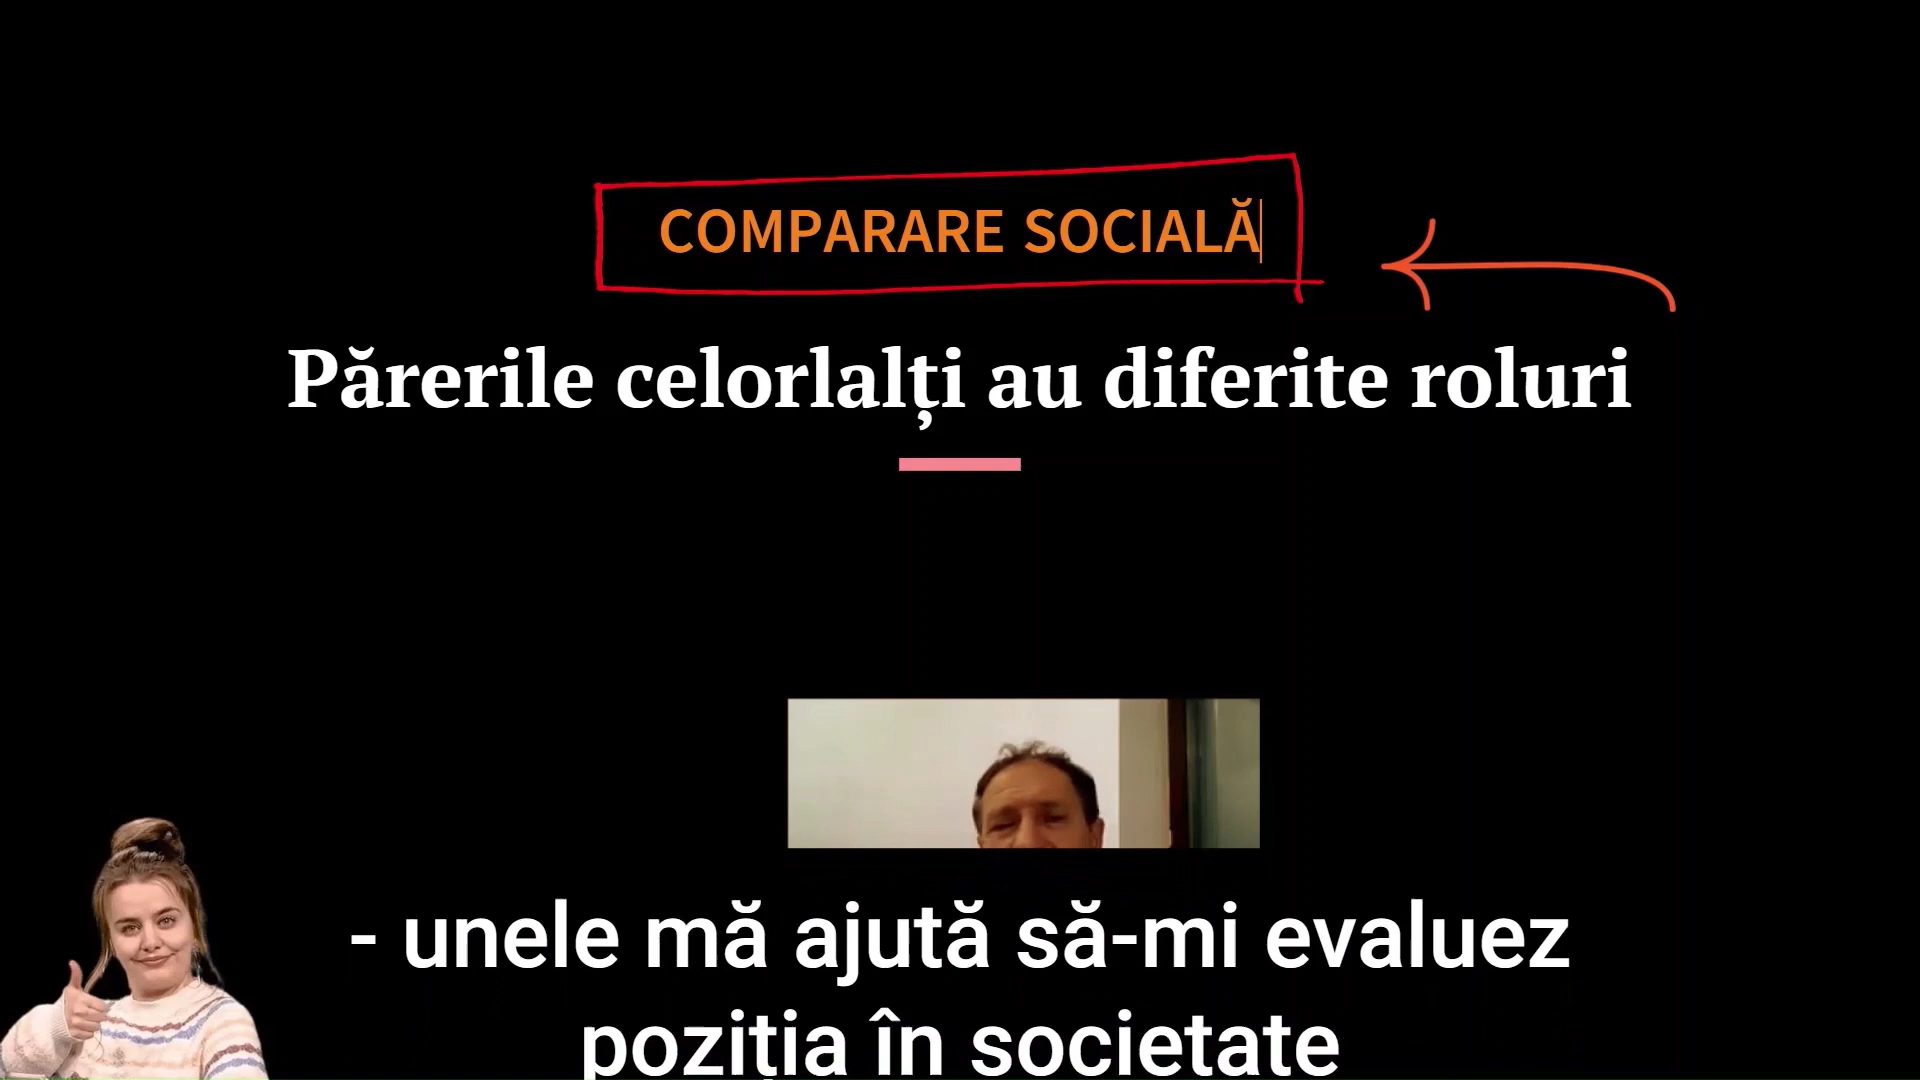 COMPARARE SOCIALĂ
Părerile celorlalți au diferite roluri
- unele mă ajută să-mi evaluez
poziția în societate